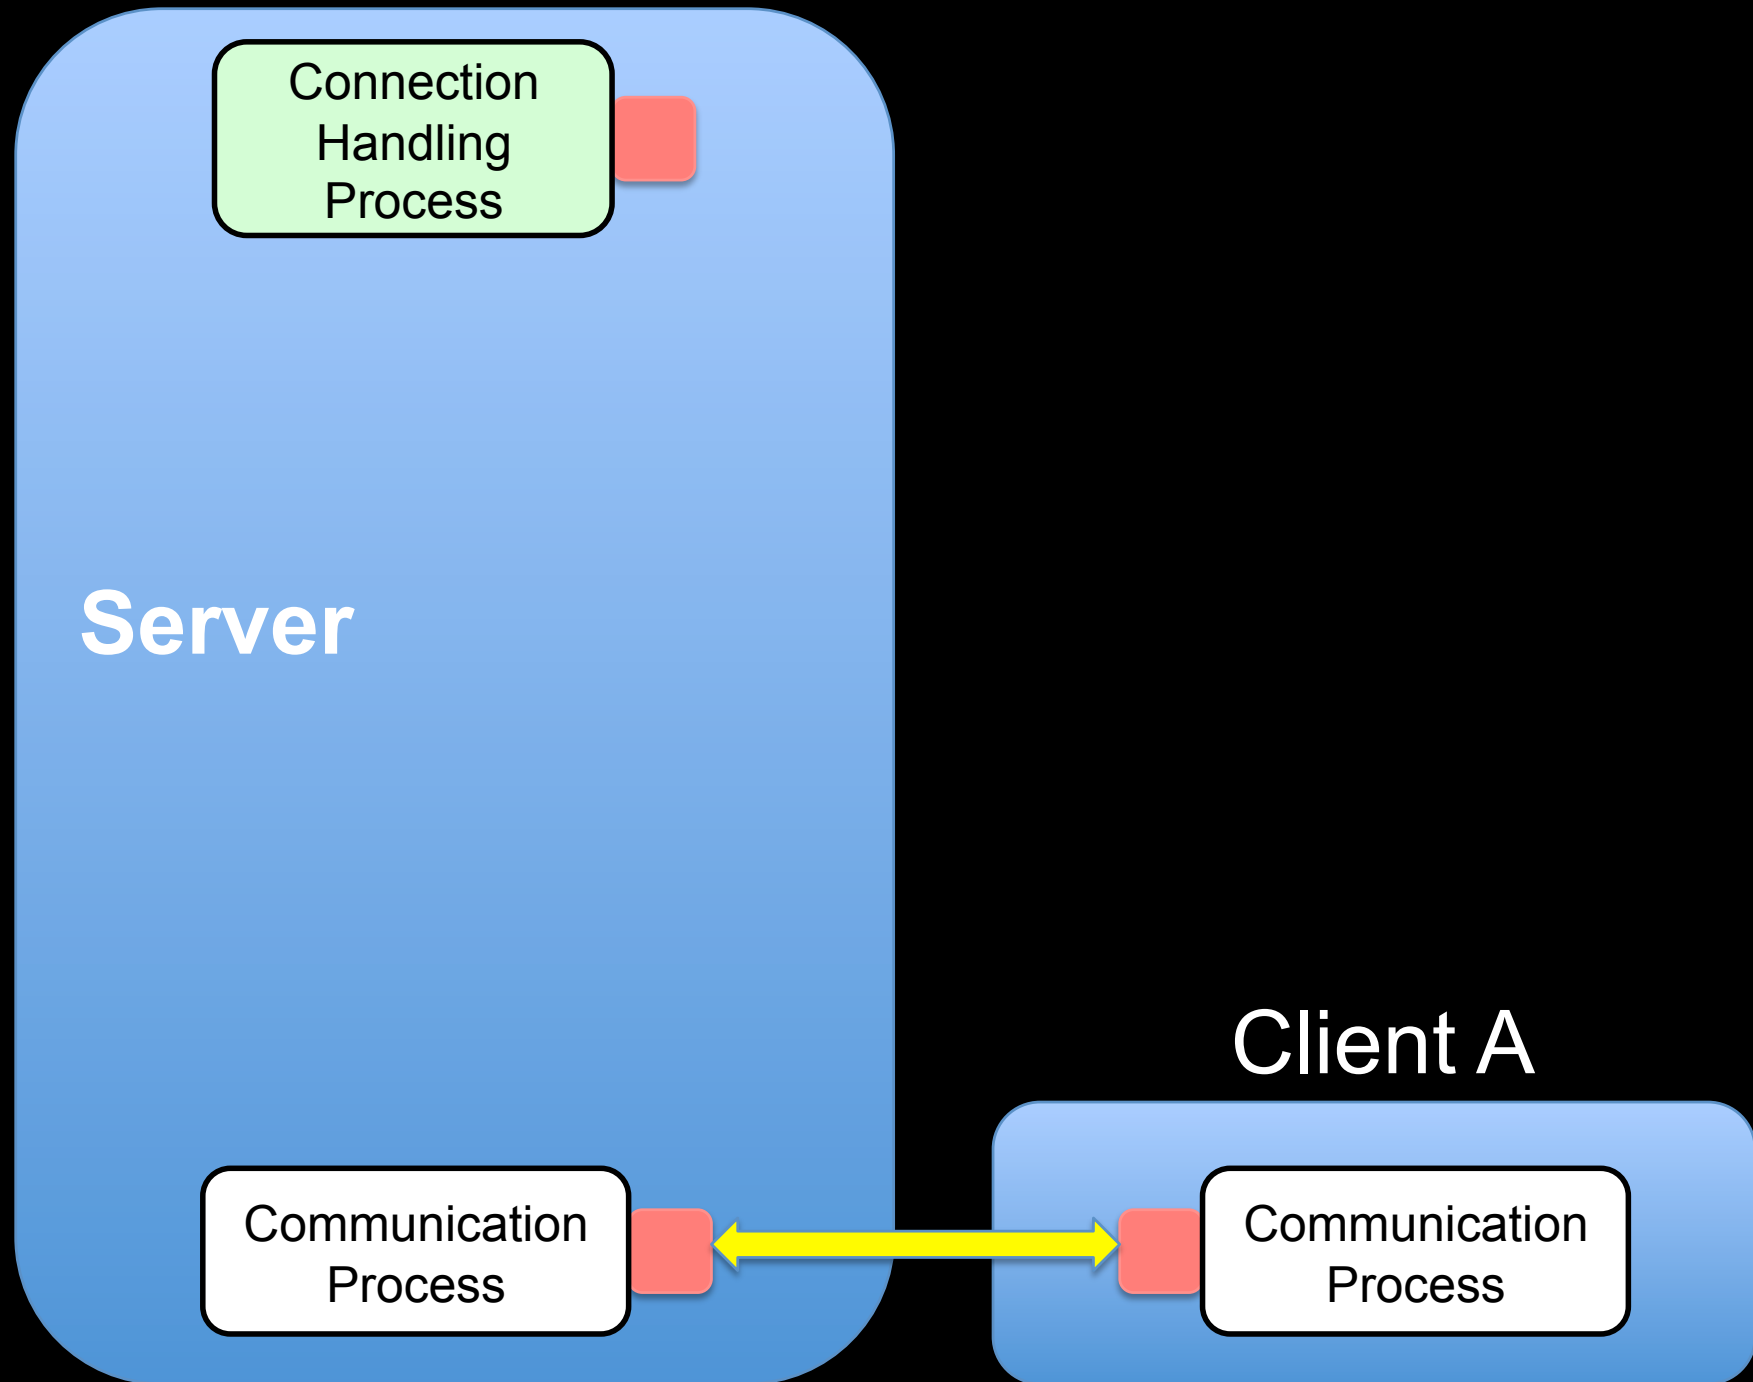 Connection
Handling
Process
Server
Client A
Communication
Process
Communication
Process